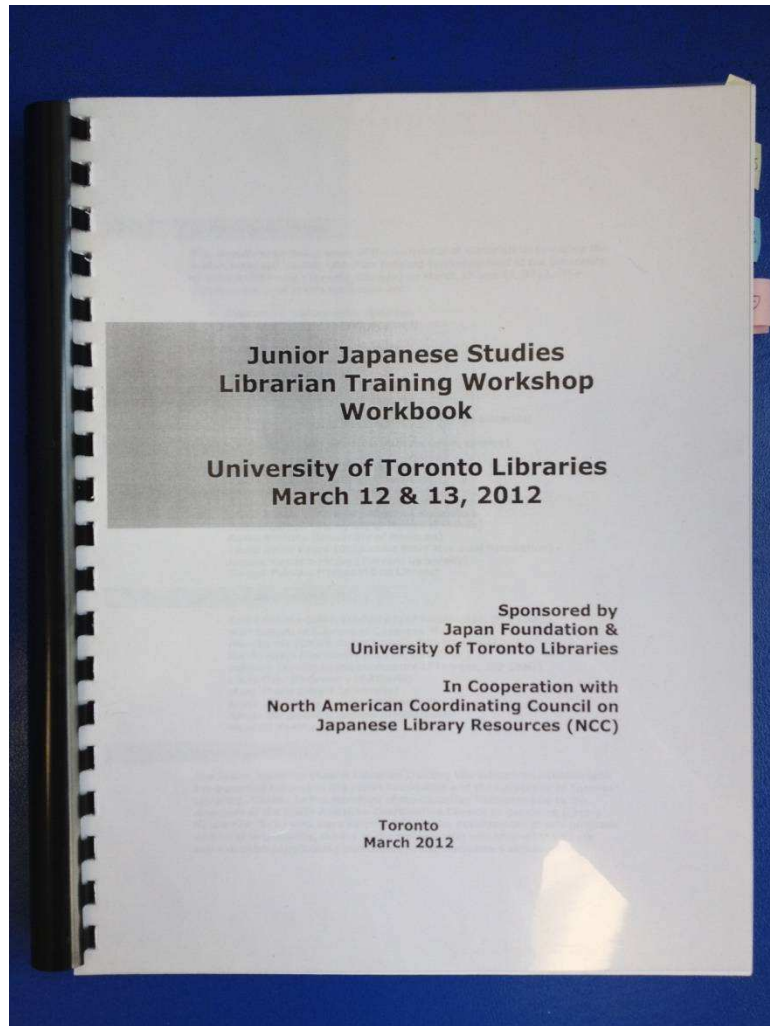 Junior Japanese Studies
Librarian Training Workshop
Workbook
University of Toronto Libraries
March 12 & 13, 2012
Sponsored by
Japan Foundation &
University of Toronto Libraries
In Cooperation with
North American Coordinating Council on
Japanese Library Resources (NCC)
Toronto
March 2012